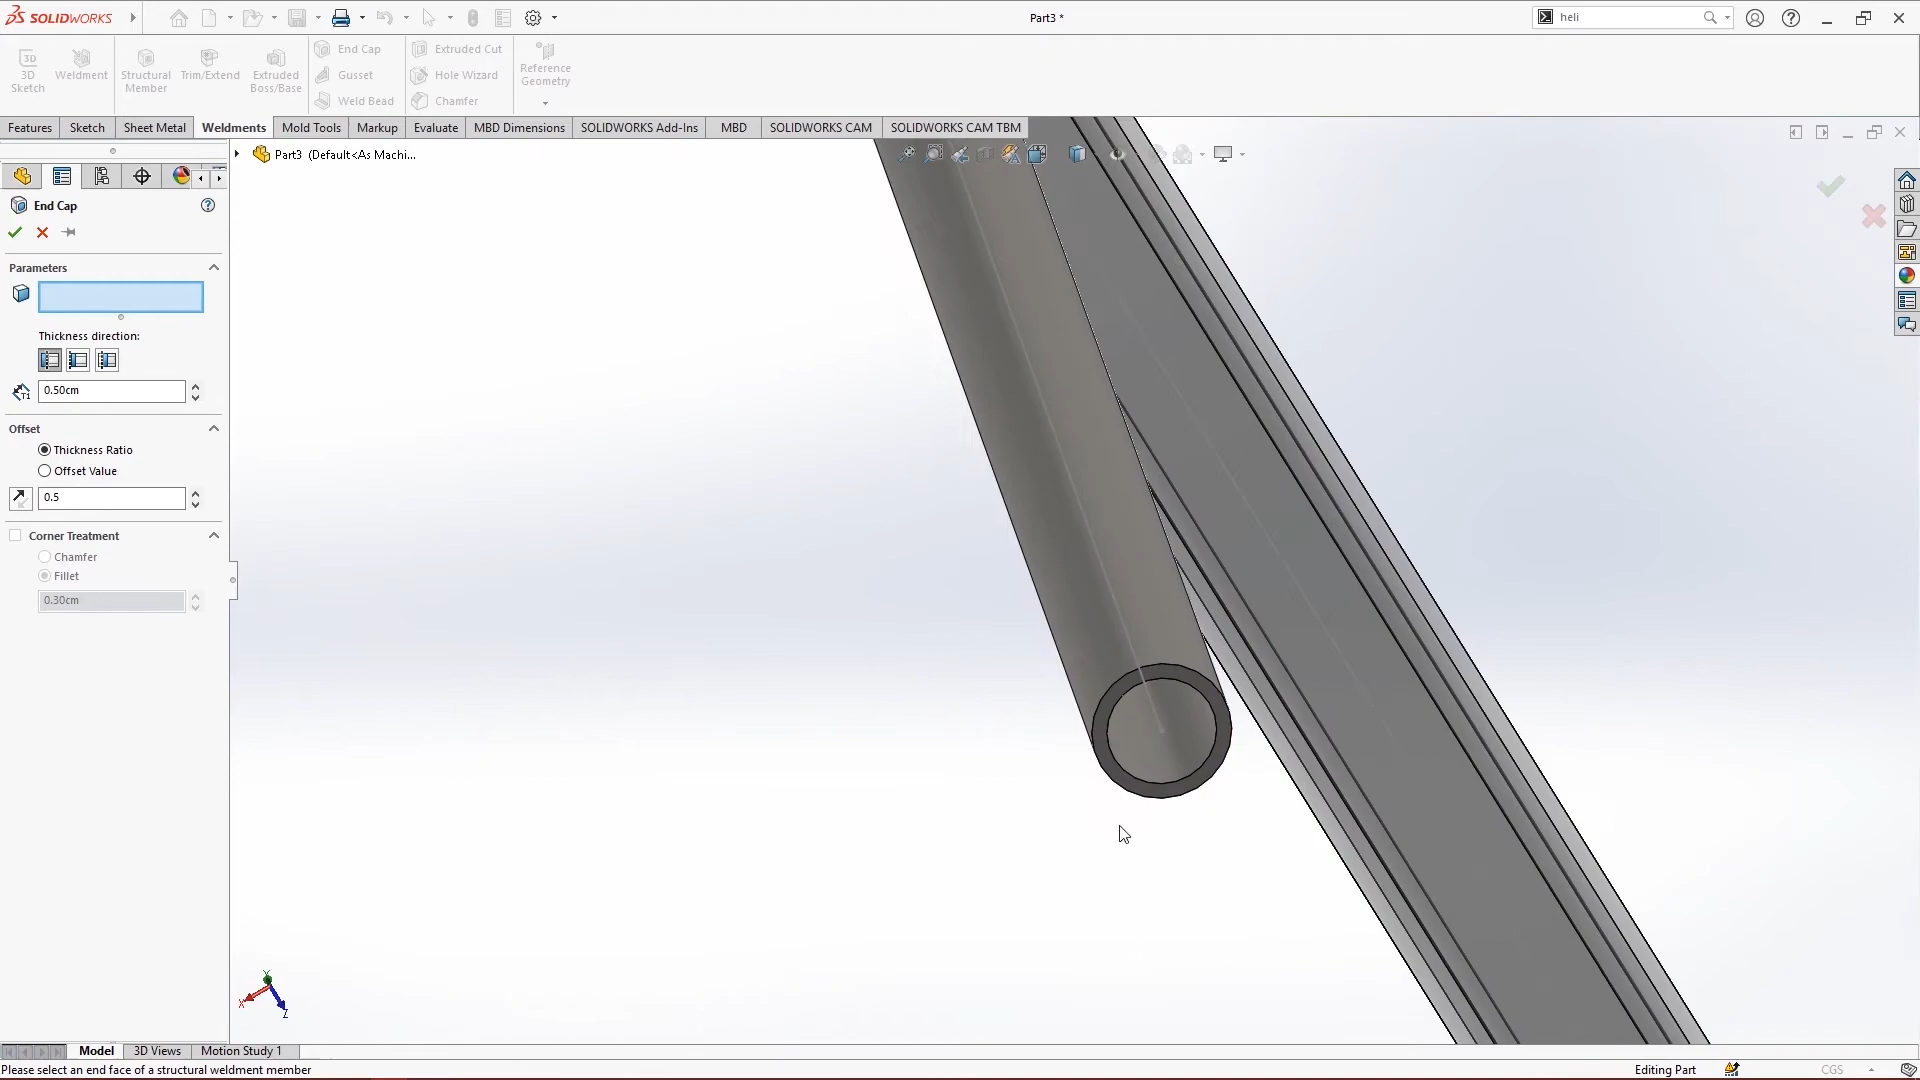 SOLIDWORKS
Part3 *
heli
3D Sketch
Weldment
Structural Member
Trim/Extend
Extruded Boss/Base
End Cap
Gusset
Weld Bead
Extruded Cut
Hole Wizard
Chamfer
Reference Geometry
Features Sketch Sheet Metal Weldments Mold Tools Markup Evaluate MBD Dimensions SOLIDWORKS Add-Ins MBD SOLIDWORKS CAM SOLIDWORKS CAM TBM
Part3 (Default<As Machi...
End Cap
Parameters
Thickness direction:
0.50cm
Offset
Thickness Ratio
Offset Value
0.5
Corner Treatment
Chamfer
Fillet
0.30cm
Y
X
Z
Model 3D Views Motion Study 1
Please select an end face of a structural weldment member
Editing Part
CGS